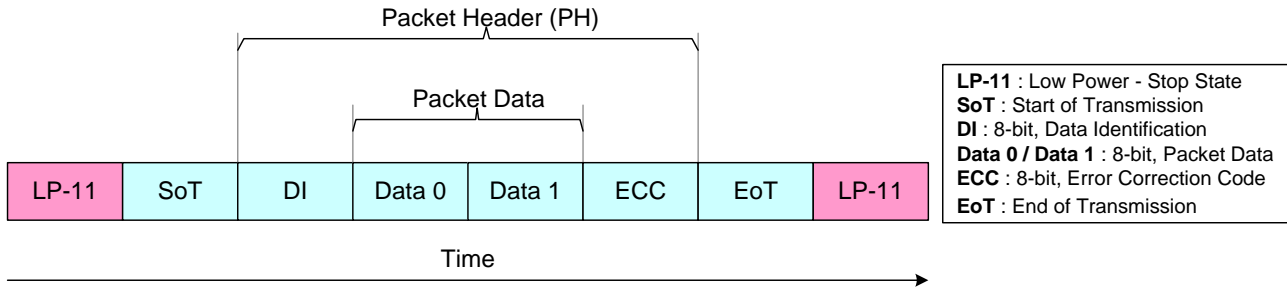 Packet Header (PH)
Packet Data
LP-11 SoT DI Data 0 Data 1 ECC EoT LP-11
Time
LP-11 : Low Power - Stop State
SoT : Start of Transmission
DI : 8-bit, Data Identification
Data 0 / Data 1 : 8-bit, Packet Data
ECC : 8-bit, Error Correction Code
EoT : End of Transmission